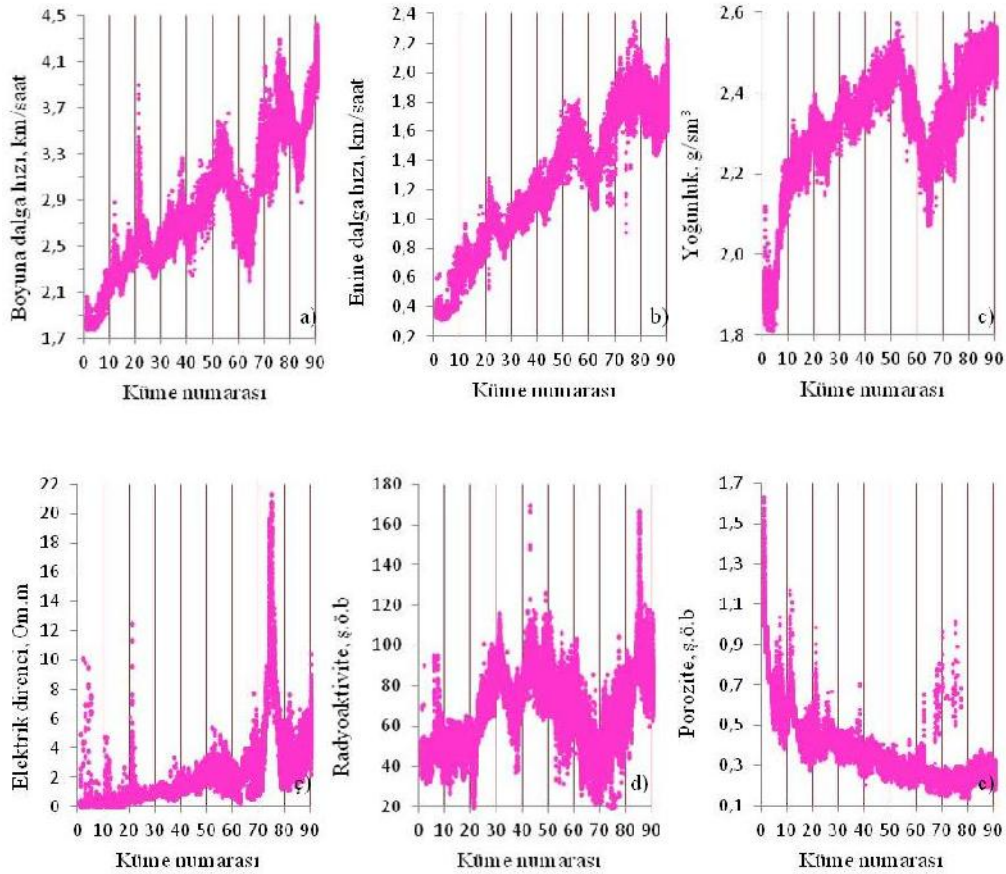 Boyuna dalga hızı, km/saat
4,5
4,1
3,7
3,3
2,9
2,5
2,1
1,7
0 10 20 30 40 50 60 70 80 90
Küme numarası
a)
Enine dalga hızı, km/saat
2,4
2,2
2,0
1,8
1,6
1,4
1,2
1,0
0,8
0,6
0,4
0,2
0 10 20 30 40 50 60 70 80 90
Küme numarası
b)
Yoğunluk, g/sm³
2,6
2,4
2,2
2,0
1,8
0 10 20 30 40 50 60 70 80 90
Küme numarası
c)
Elektrik direnci, Om.m
22
20
18
16
14
12
10
8
6
4
2
0
0 10 20 30 40 50 60 70 80 90
Küme numarası
ç)
Radyoaktivite, ş.ö.b
180
160
140
120
100
80
60
40
20
0 10 20 30 40 50 60 70 80 90
Küme numarası
d)
Porozite, ş.ö.b
1,7
1,5
1,3
1,1
0,9
0,7
0,5
0,3
0,1
0 10 20 30 40 50 60 70 80 90
Küme numarası
e)